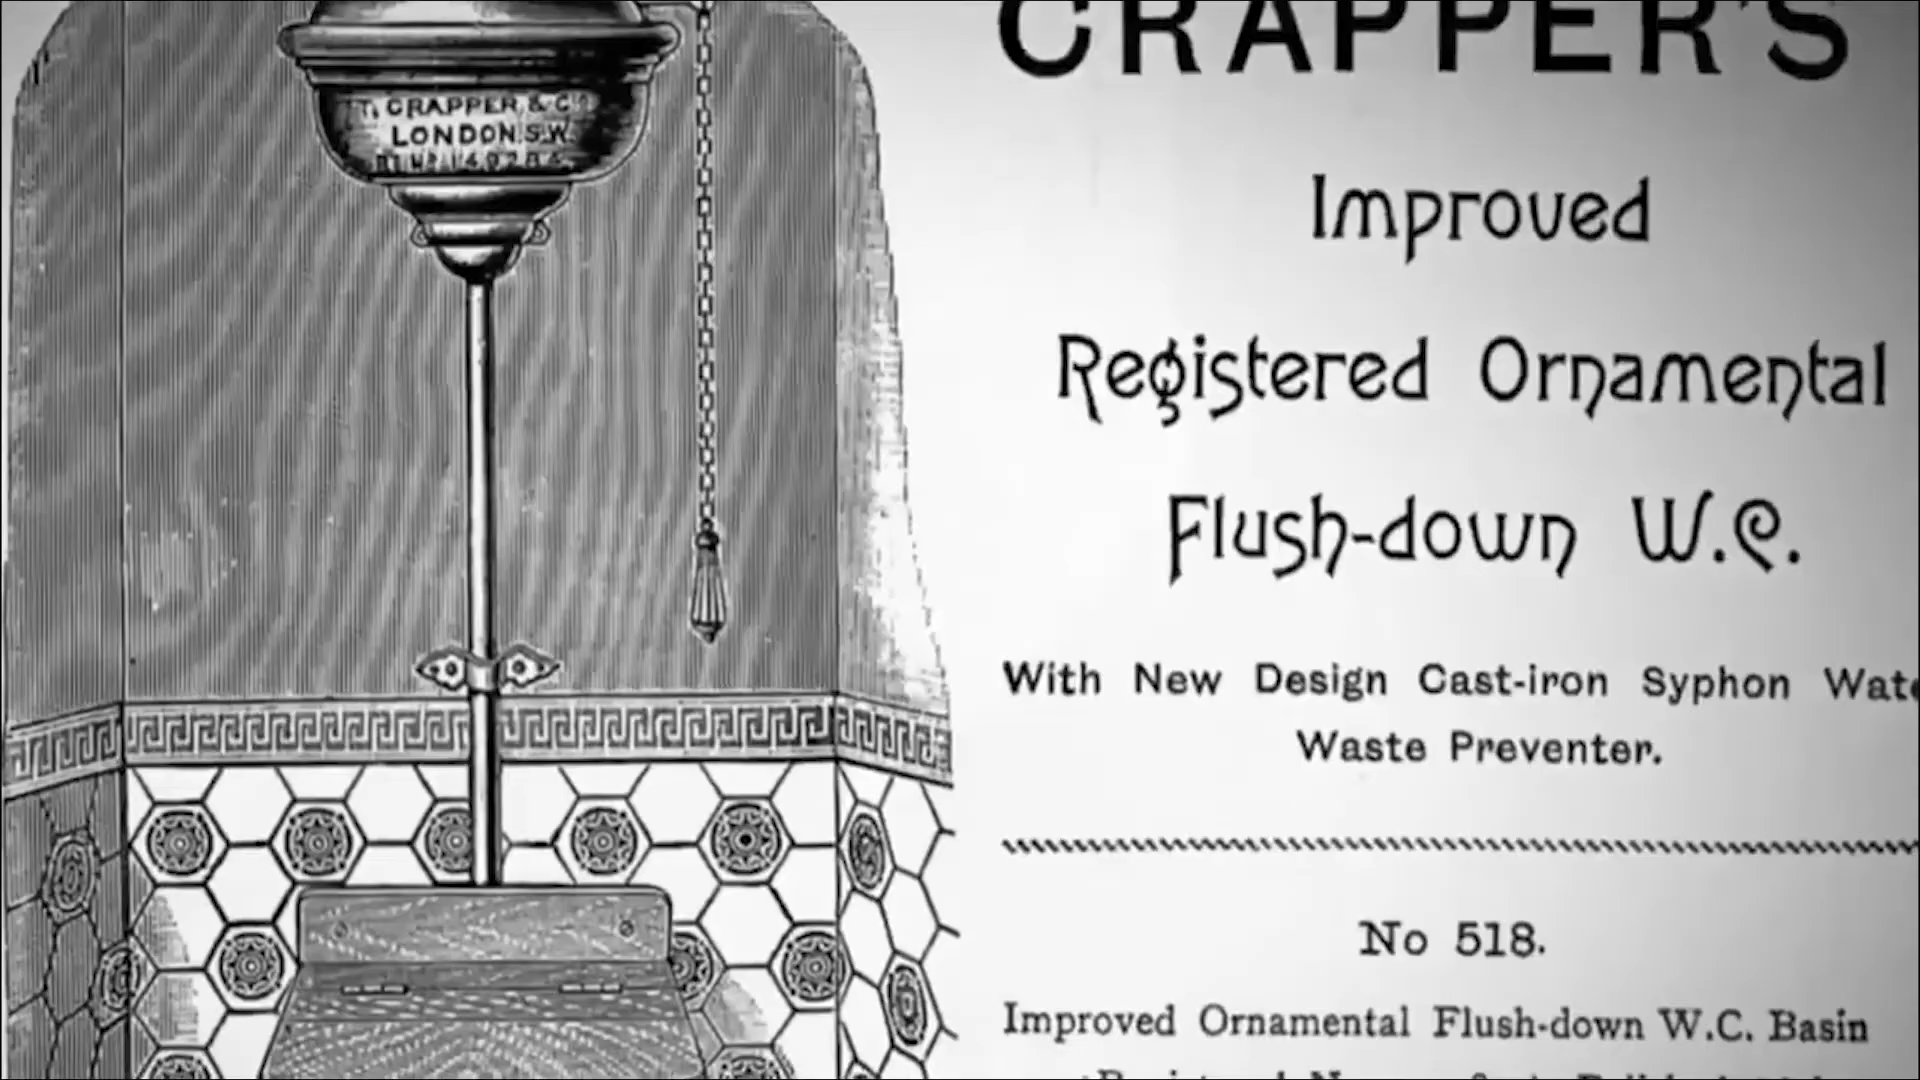 T. CRAPPER & Co
LONDON.S.W.
CRAPPER'S
Improved
Registered Ornamental
Flush-down W.C.
With New Design Cast-iron Syphon Wate
Waste Preventer.
No 518.
Improved Ornamental Flush-down W.C. Basin